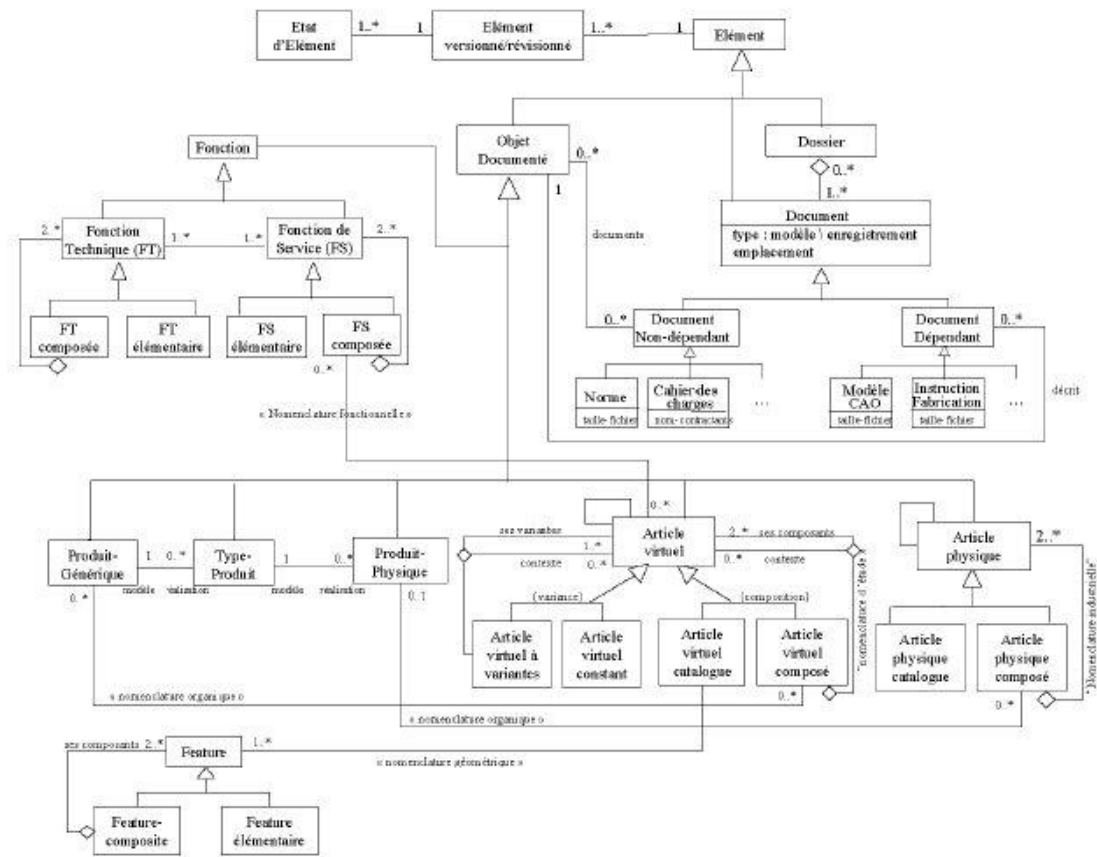 Etat
d'Elément
1..*
1
Elément
versionné/révisionné
1..*
1
Elément
Fonction
Objet
Documenté
0..*
1
Dossier
0..*
1..*
Document
type : modèle \ enregistrement
emplacement
documents
2..*
Fonction
Technique (FT)
1..*
1..*
Fonction de
Service (FS)
2..*
FT
composée
FT
élémentaire
FS
élémentaire
FS
composée
0..*
0..*
Document
Non-dépendant
Document
Dépendant
0..*
Norme
taille-fichier
Cahier-des
charges
nom-contractants
...
Modèle
CAO
taille-fichier
Instruction
Fabrication
taille-fichier
...
décrit
« Nomenclature fonctionnelle »
0..*
Produit-
Générique
1
0..*
modèle
réalisation
Type-
Produit
1
0..*
modèle
réalisation
Produit-
Physique
0..*
0..1
ses variantes
1..*
contexte
0..*
Article
virtuel
2..*
ses composants
0..*
contexte
Article
physique
2..*
{variance}
{composition}
Article
virtuel à
variantes
Article
virtuel
constant
Article
virtuel
catalogue
Article
virtuel
composé
0..*
"nomenclature d'étude"
Article
physique
catalogue
Article
physique
composé
0..*
"Nomenclature industrielle"
« nomenclature organique »
« nomenclature organique »
ses composants
2..*
Feature
1..*
« nomenclature géométrique »
Feature-
composite
Feature
élémentaire